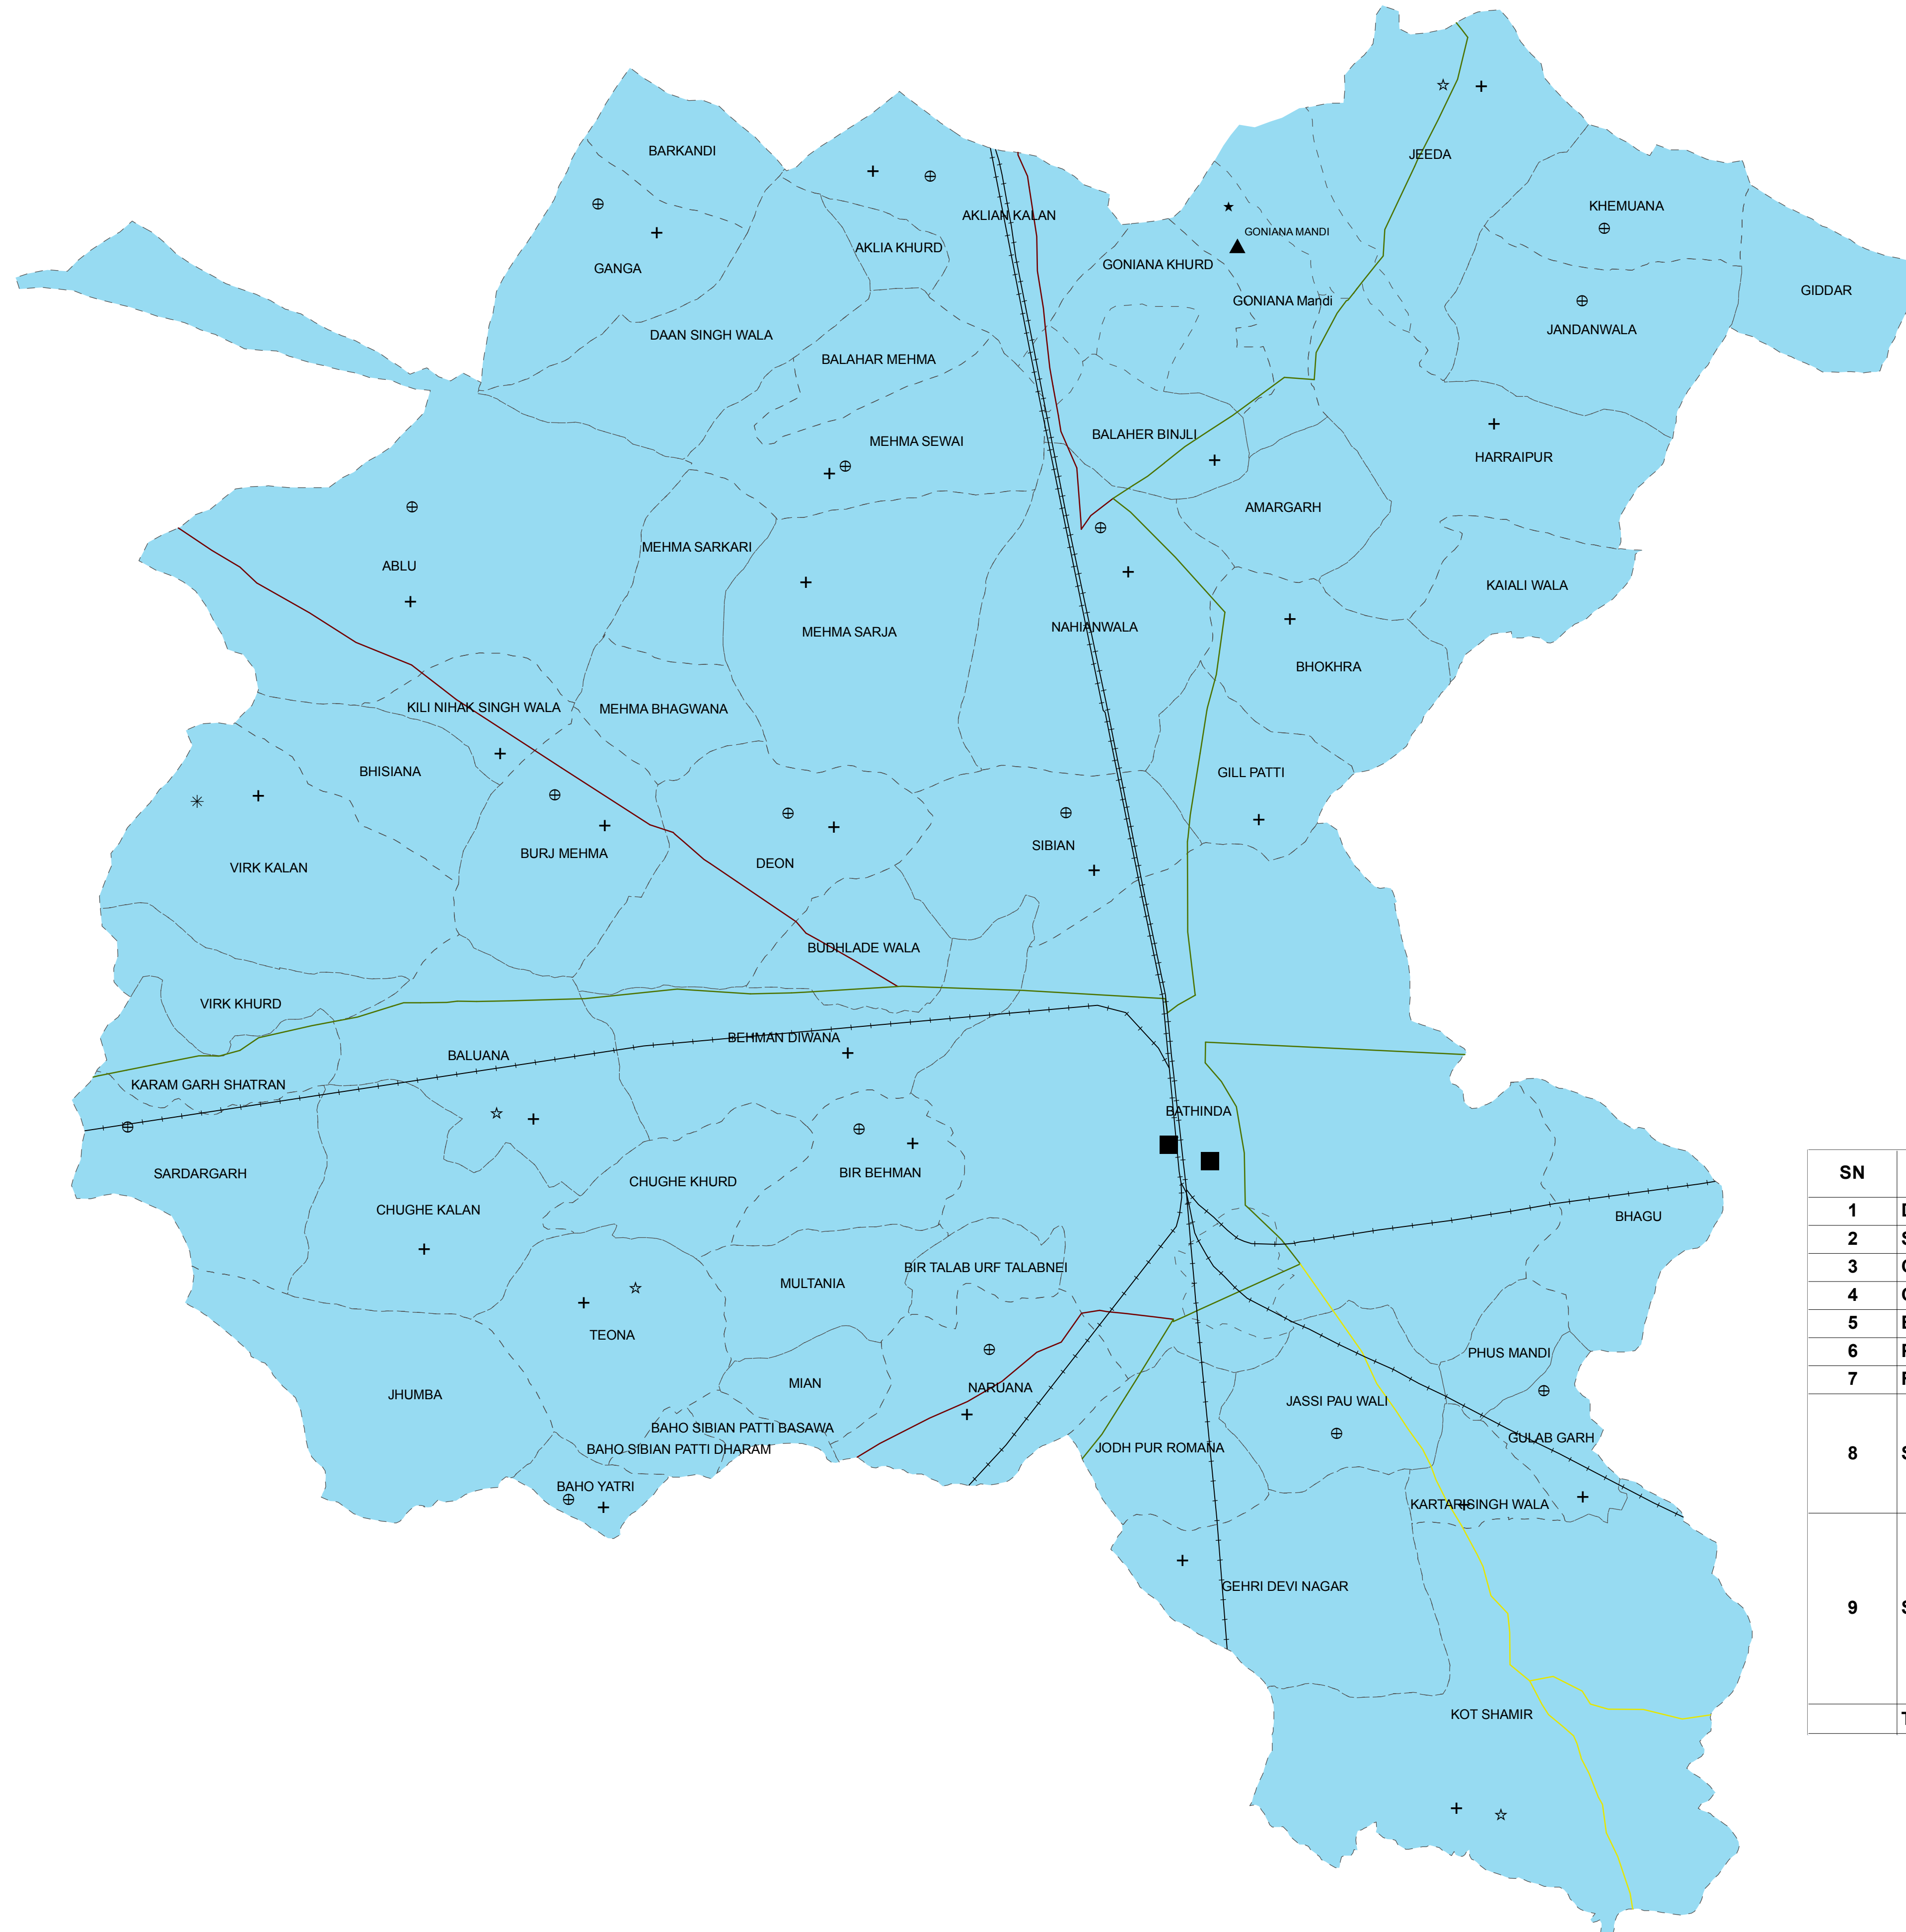 BARKANDI
JEEDA
KHEMUANA
AKLIAN KALAN
GONIANA MANDI
AKLIA KHURD
GONIANA KHURD
GANGA
GIDDAR
GONIANA Mandi
JANDANWALA
DAAN SINGH WALA
BALAHAR MEHMA
BALAHER BINJLI
MEHMA SEWAI
HARRAIPUR
AMARGARH
MEHMA SARKARI
ABLU
KAIALI WALA
NAHIANWALA
MEHMA SARJA
BHOKHRA
KILI NIHAK SINGH WALA
MEHMA BHAGWANA
BHISIANA
GILL PATTI
SIBIAN
BURJ MEHMA
DEON
VIRK KALAN
BUDHLADE WALA
VIRK KHURD
BEHMAN DIWANA
BALUANA
KARAM GARH SHATRAN
BATHINDA
SARDARGARH
BIR BEHMAN
CHUGHE KHURD
CHUGHE KALAN
BHAGU
BIR TALAB URF TALABNEI
MULTANIA
TEONA
PHUS MANDI
MIAN
NARUANA
JHUMBA
JASSI PAU WALI
BAHO SIBIAN PATTI BASAWA
GULAB GARH
BAHO SIBIAN PATTI DHARAM
JODH PUR ROMANA
BAHO YATRI
KARTAR SINGH WALA
GEHRI DEVI NAGAR
KOT SHAMIR
SN
1
2 S
3
4
5
6
7
8 S
9 S
T